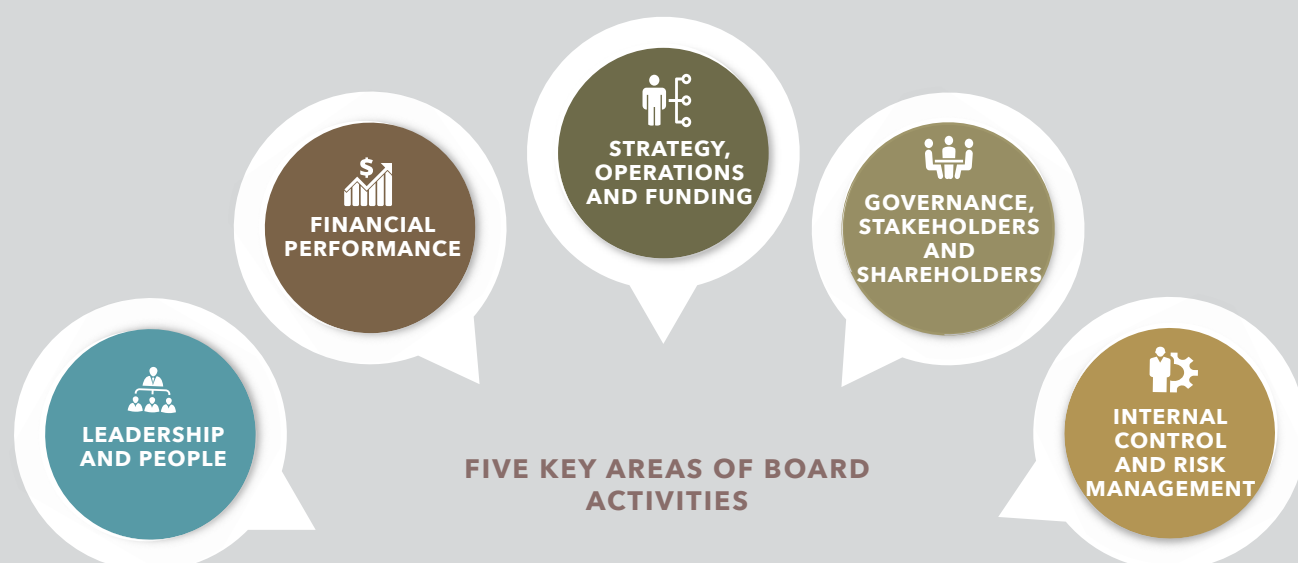 LEADERSHIP
AND PEOPLE
$
FINANCIAL
PERFORMANCE
STRATEGY,
OPERATIONS
AND FUNDING
GOVERNANCE,
STAKEHOLDERS
AND
SHAREHOLDERS
INTERNAL
CONTROL
AND RISK
MANAGEMENT
FIVE KEY AREAS OF BOARD
ACTIVITIES